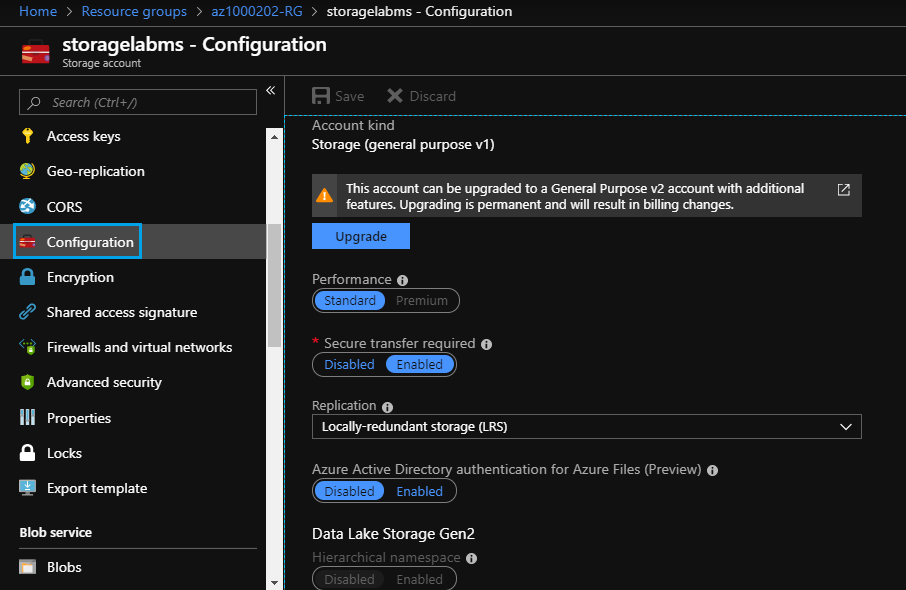 Home > Resource groups > az1000202-RG > storagelabms - Configuration
storagelabms - Configuration
Storage account
Search (Ctrl+/)
«
Access keys
Geo-replication
CORS
Configuration
Encryption
Shared access signature
Firewalls and virtual networks
Advanced security
Properties
Locks
Export template
Blob service
Blobs
Save Discard
Account kind
Storage (general purpose v1)
This account can be upgraded to a General Purpose v2 account with additional
features. Upgrading is permanent and will result in billing changes.
Upgrade
Performance
Standard Premium
* Secure transfer required
Disabled Enabled
Replication
Locally-redundant storage (LRS)
Azure Active Directory authentication for Azure Files (Preview)
Disabled Enabled
Data Lake Storage Gen2
Hierarchical namespace
Disabled Enabled